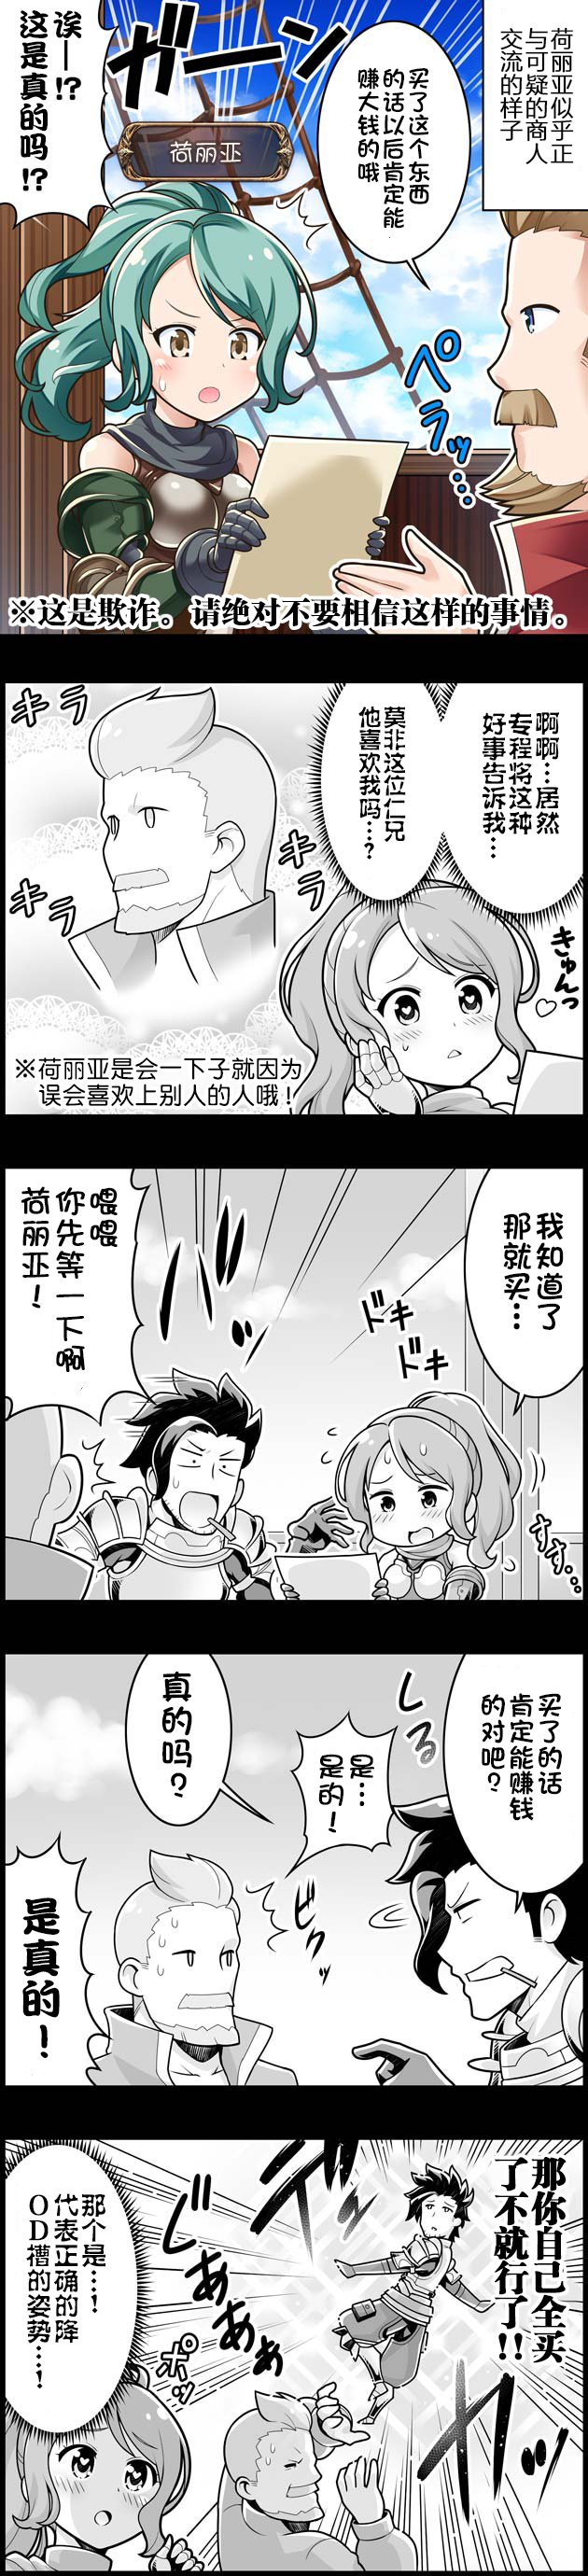 荷丽亚似乎正
与可疑的商人
交流的样子
买了这个东西
的话以后肯定能
赚大钱的哦
ガーン
诶—!?
这是真的吗!?
荷丽亚
ペラッ…
※这是欺诈。请绝对不要相信这样的事情。
啊啊…居然
专程将这种
好事告诉我…
莫非这位仁兄
他喜欢我吗…?
キラ
キラ
キラ
きゅんっ♡
※荷丽亚是会一下子就因为
误会喜欢上别人的人哦!
我知道了
那就买…
ドキ
ドキ
喂喂
你先等一下啊
荷丽亚!
すす…
买了的话
肯定能赚钱
的对吧?
じろ
是…
是的!
真的吗?
ビクッ
是真的!
那你自己全买
了不就行了!!
ズ
バッ
じゃあああ
那个是…!
代表正确的降
OD槽的姿势…!
ポッ